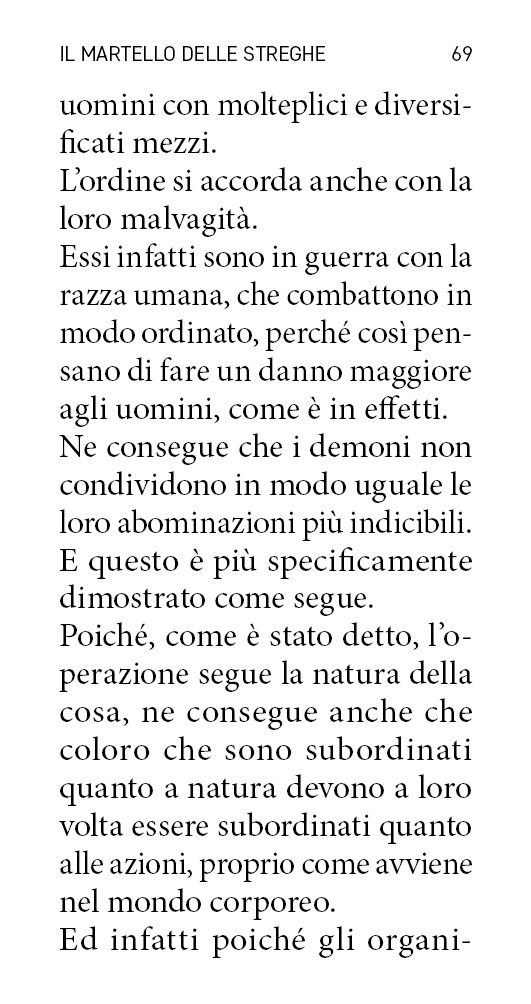 IL MARTELLO DELLE STREGHE 69
uomini con molteplici e diversi-
ficati mezzi.
L’ordine si accorda anche con la
loro malvagità.
Essi infatti sono in guerra con la
razza umana, che combattono in
modo ordinato, perché così pen-
sano di fare un danno maggiore
agli uomini, come è in effetti.
Ne consegue che i demoni non
condividono in modo uguale le
loro abominazioni più indicibili.
E questo è più specificamente
dimostrato come segue.
Poiché, come è stato detto, l’o-
perazione segue la natura della
cosa, ne consegue anche che
coloro che sono subordinati
quanto a natura devono a loro
volta essere subordinati quanto
alle azioni, proprio come avviene
nel mondo corporeo.
Ed infatti poiché gli organi-